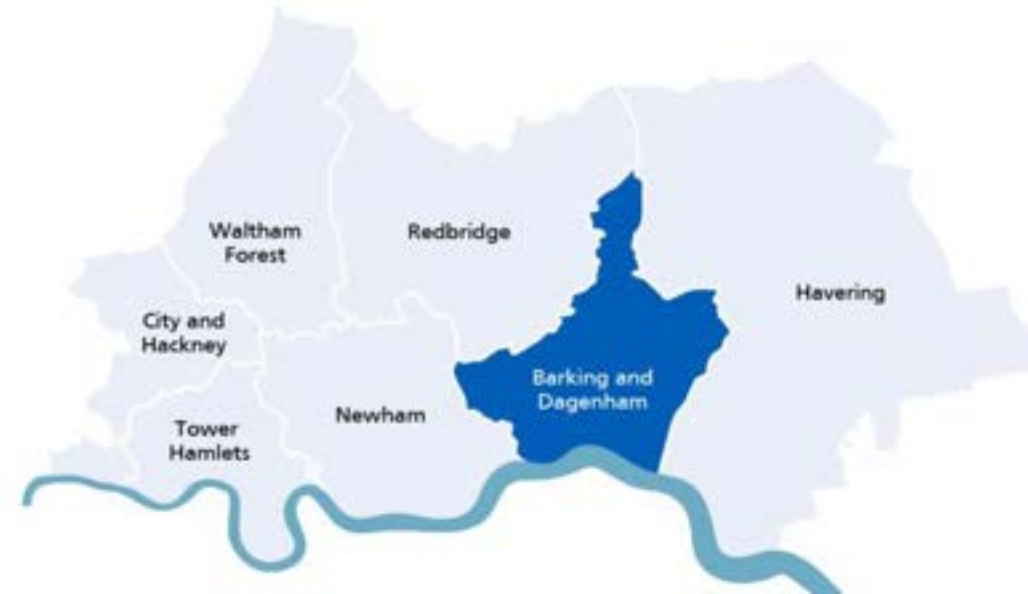 Waltham
Forest
Redbridge
Havering
City and
Hackney
Barking and
Dagenham
Newham
Tower
Hamlets